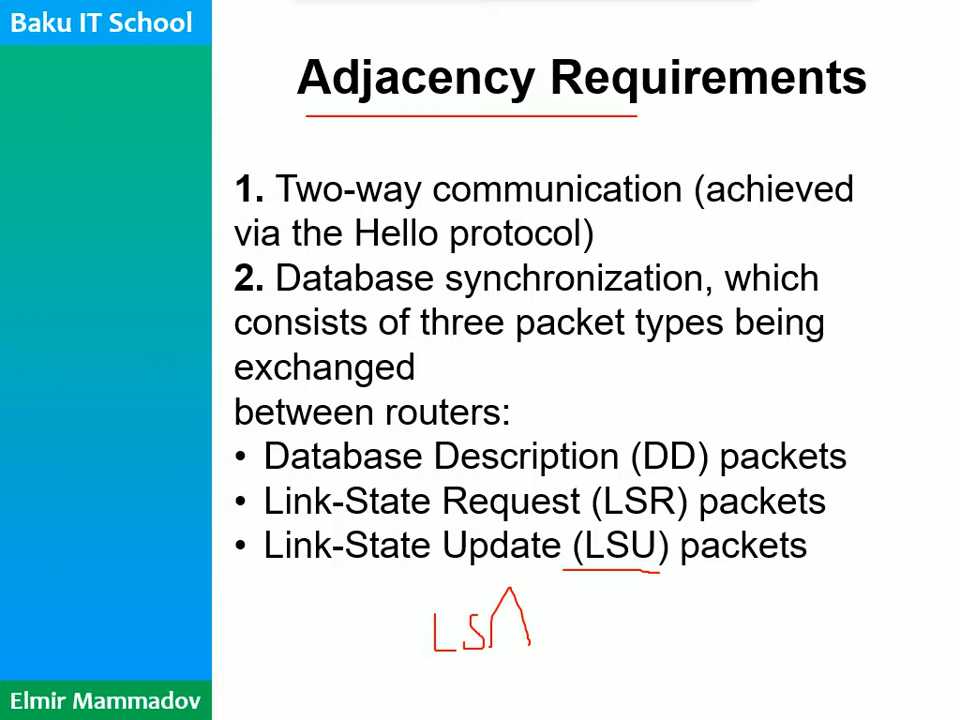 Baku IT School
Adjacency Requirements
1. Two-way communication (achieved
via the Hello protocol)
2. Database synchronization, which
consists of three packet types being
exchanged
between routers:
• Database Description (DD) packets
• Link-State Request (LSR) packets
• Link-State Update (LSU) packets
LSA
Elmir Mammadov